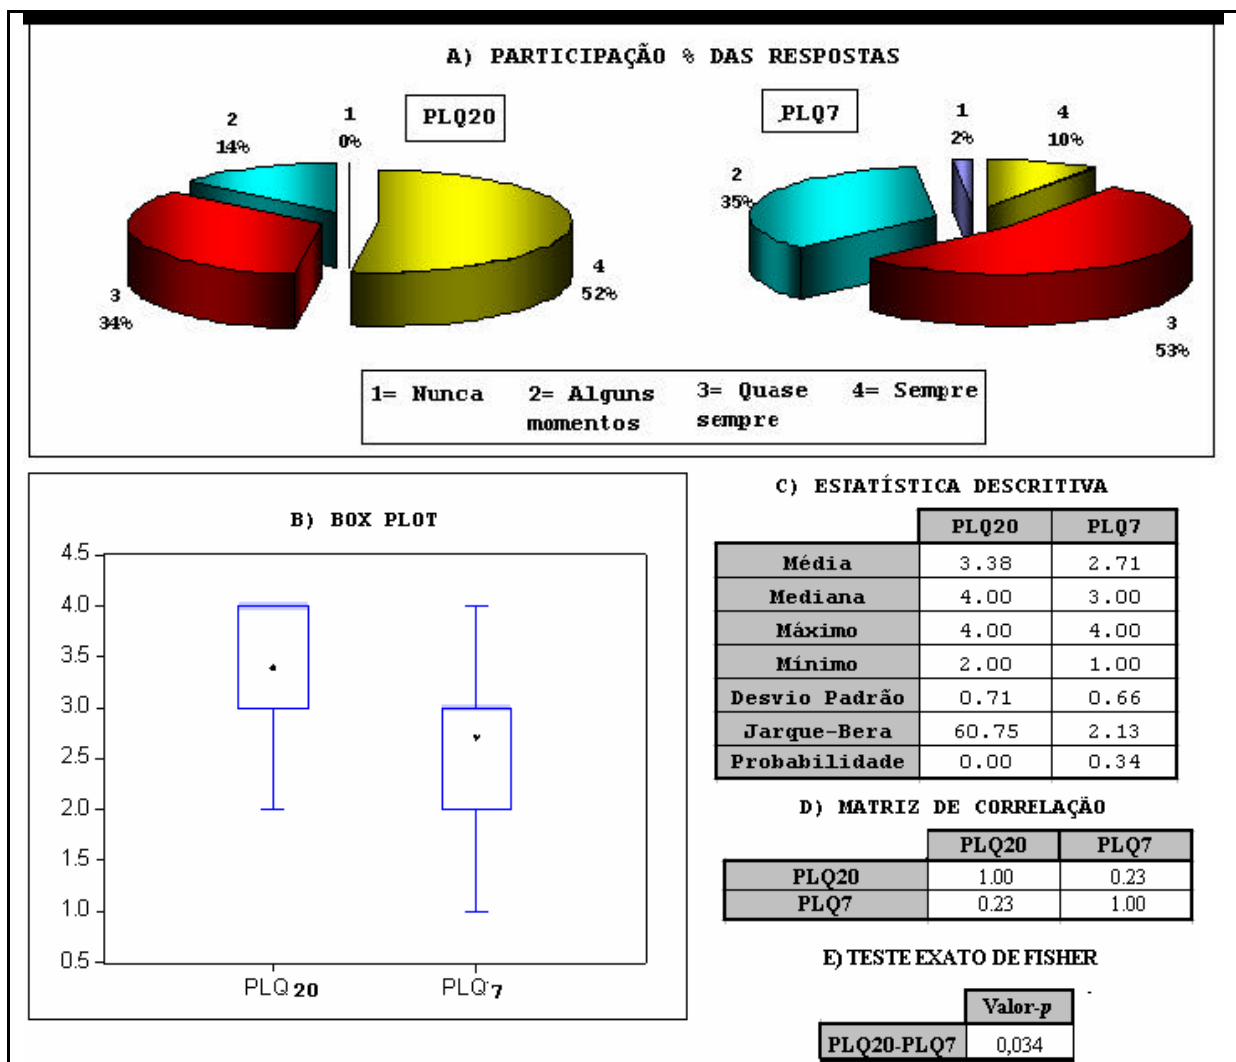 A) PARTICIPAÇÃO % DAS RESPOSTAS
PLQ20
PLQ7
1
0%
2
14%
3
34%
4
52%
1
2%
4
10%
2
35%
3
53%
1= Nunca 2= Alguns momentos 3= Quase sempre 4= Sempre
B) BOX PLOT
4.5
4.0
3.5
3.0
2.5
2.0
1.5
1.0
0.5
PLQ 20 PLQ 7
C) ESTATÍSTICA DESCRITIVA
PLQ20 PLQ7
Média 3.38 2.71
Mediana 4.00 3.00
Máximo 4.00 4.00
Mínimo 2.00 1.00
Desvio Padrão 0.71 0.66
Jarque-Bera 60.75 2.13
Probabilidade 0.00 0.34
D) MATRIZ DE CORRELAÇÃO
PLQ20 PLQ7
PLQ20 1.00 0.23
PLQ7 0.23 1.00
E) TESTE EXATO DE FISHER
Valor-p
PLQ20-PLQ7 0,034